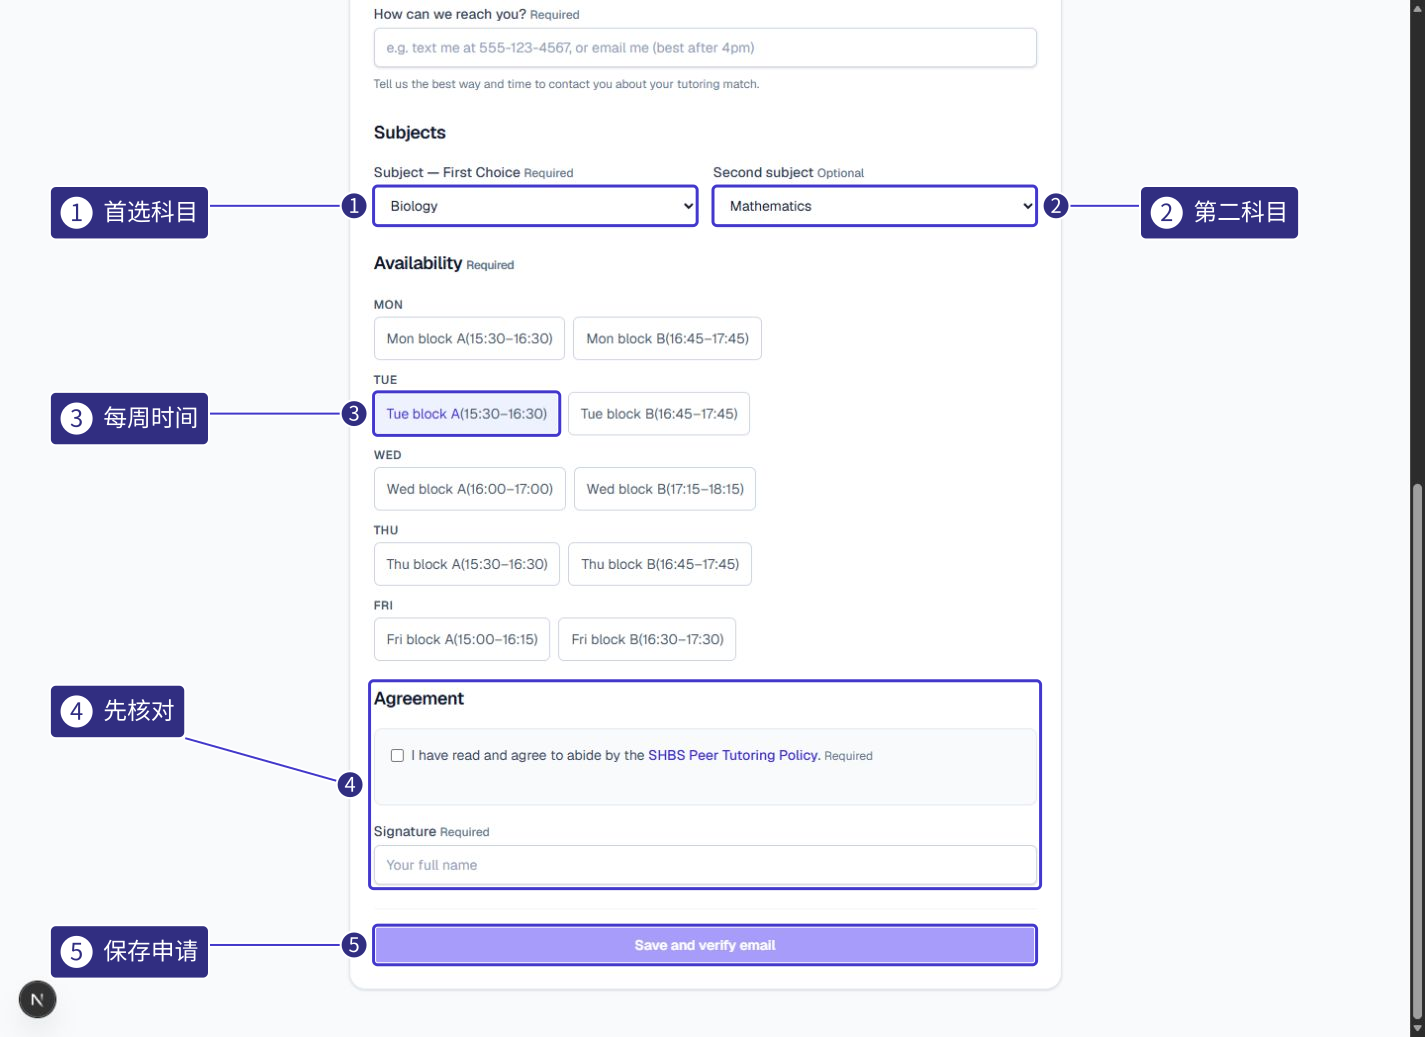 How can we reach you? Required
e.g. text me at 555-123-4567, or email me (best after 4pm)
Tell us the best way and time to contact you about your tutoring match.
Subjects
Subject — First Choice Required
Second subject Optional
1 首选科目
1
Biology
Mathematics
2
2 第二科目
Availability Required
MON
Mon block A(15:30–16:30)
Mon block B(16:45–17:45)
TUE
3 每周时间
3
Tue block A(15:30–16:30)
Tue block B(16:45–17:45)
WED
Wed block A(16:00–17:00)
Wed block B(17:15–18:15)
THU
Thu block A(15:30–16:30)
Thu block B(16:45–17:45)
FRI
Fri block A(15:00–16:15)
Fri block B(16:30–17:30)
4 先核对
4
Agreement
I have read and agree to abide by the SHBS Peer Tutoring Policy. Required
Signature Required
Your full name
5 保存申请
5
Save and verify email
N